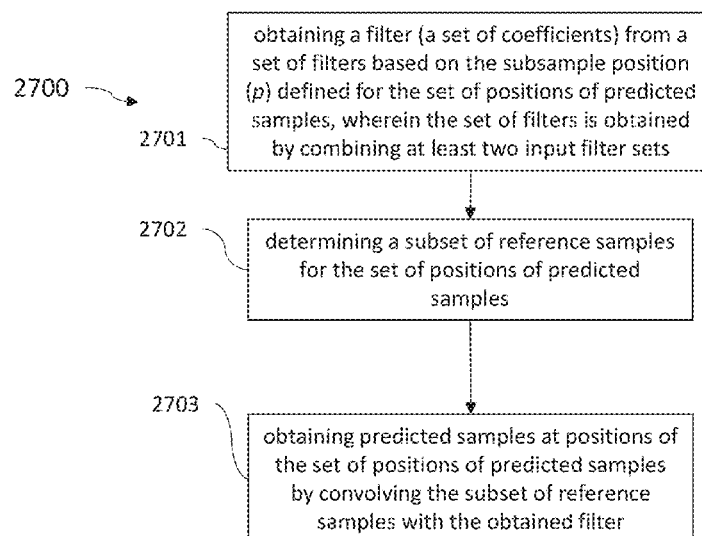 obtaining a filter (a set of coefficients) from a
set of filters based on the subsample position
(p) defined for the set of positions of predicted
samples, wherein the set of filters is obtained
by combining at least two input filter sets
2700
2701
2702
determining a subset of reference samples
for the set of positions of predicted
samples
2703
obtaining predicted samples at positions of
the set of positions of predicted samples
by convolving the subset of reference
samples with the obtained filter